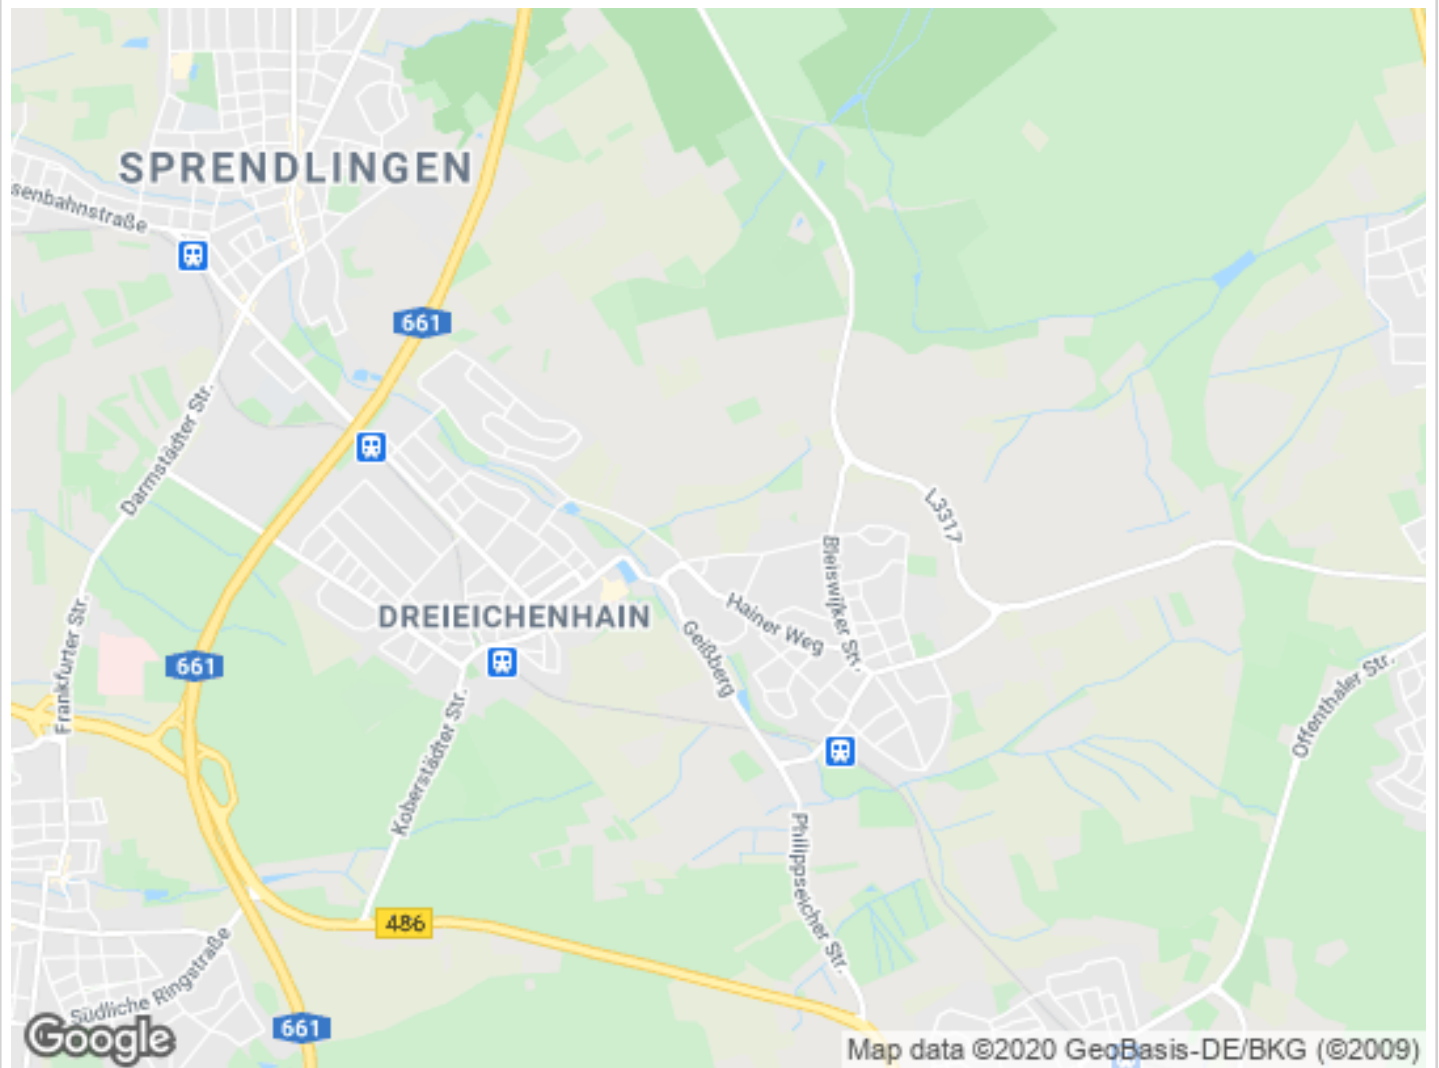 SPRENDLINGEN
senbahnstraße
661
Darmstädter Str.
L3317
Bleiswijker Str.
Hainer Weg
DREIEICHENHAIN
Geißberg
Frankfurter Str.
661
Offenthaler Str.
Koberstädter Str.
Philippseicher Str.
486
Südliche Ringstraße
661
Google
Map data ©2020 GeoBasis-DE/BKG (©2009)